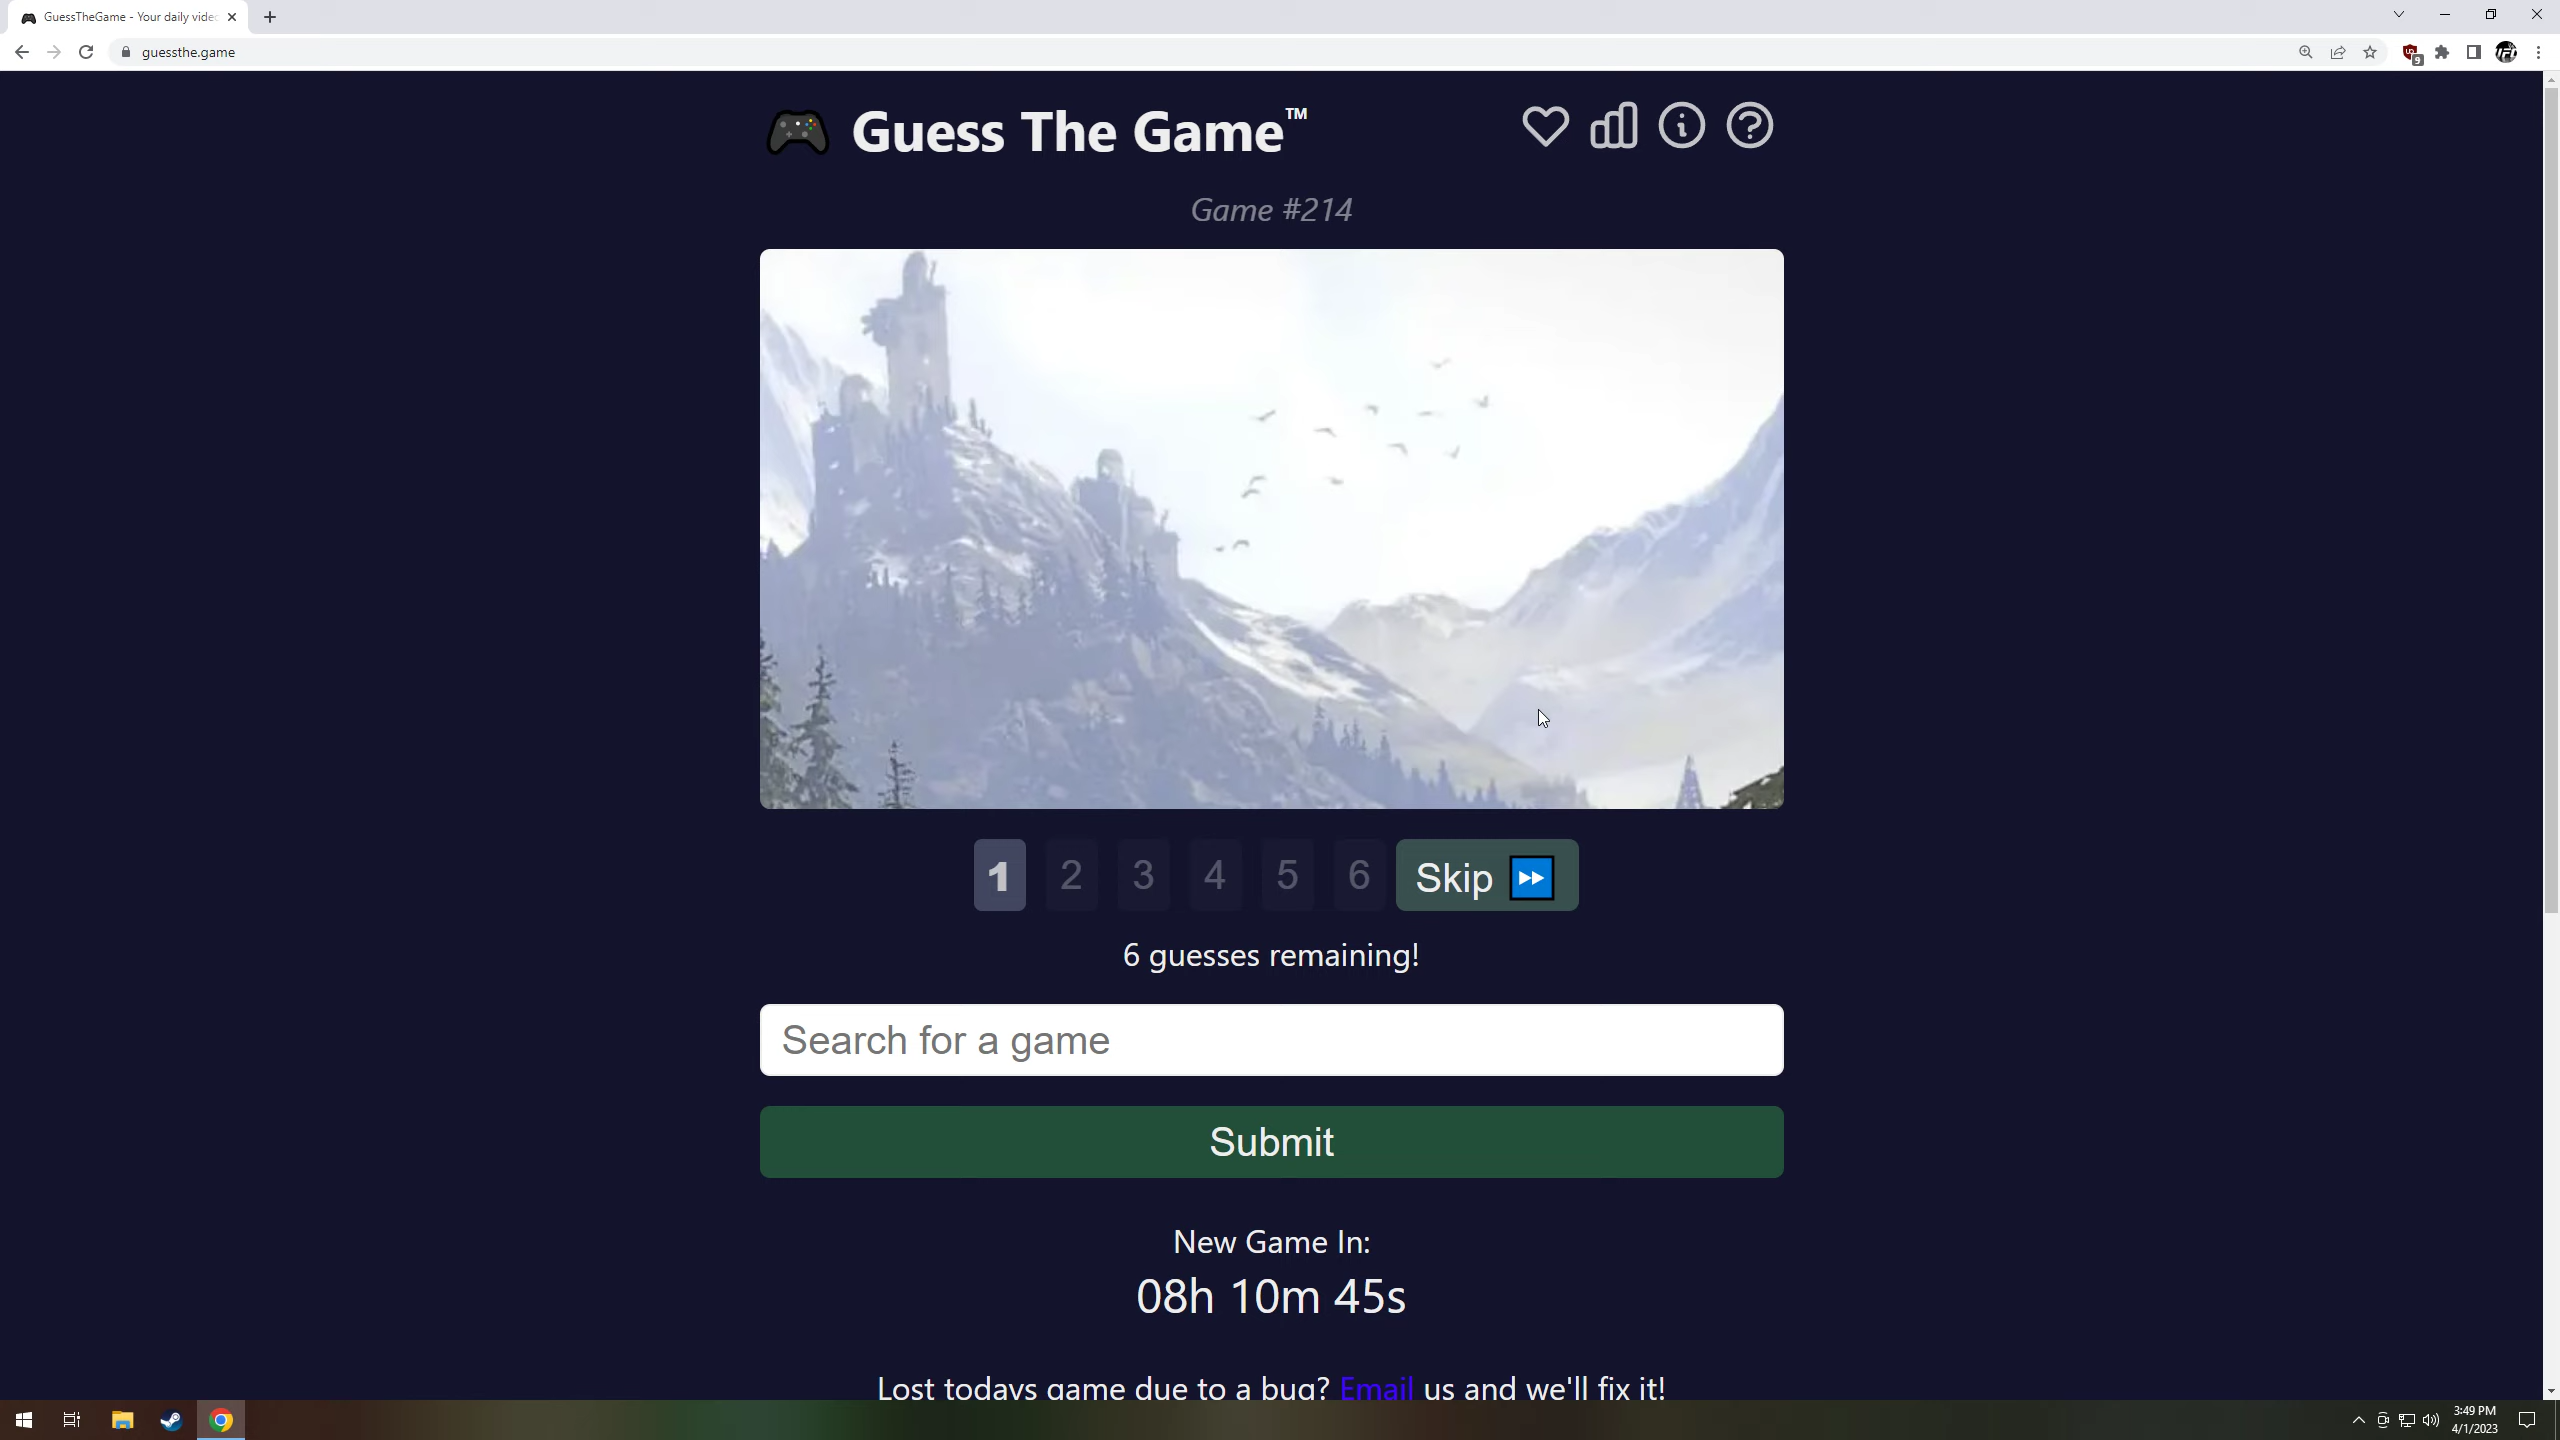 GuessTheGame - Your daily video
guessthe.game
9
Guess The Game™
Game #214
1 2 3 4 5 6 Skip
6 guesses remaining!
Search for a game
Submit
New Game In:
08h 10m 45s
Lost todays game due to a bug? Email us and we'll fix it!
3:49 PM
4/1/2023